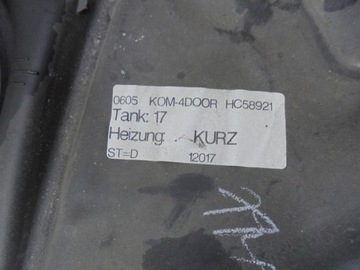 0605 KOM-4DOOR HC58921
Tank: 17
Heizung: KURZ
ST=D 12017